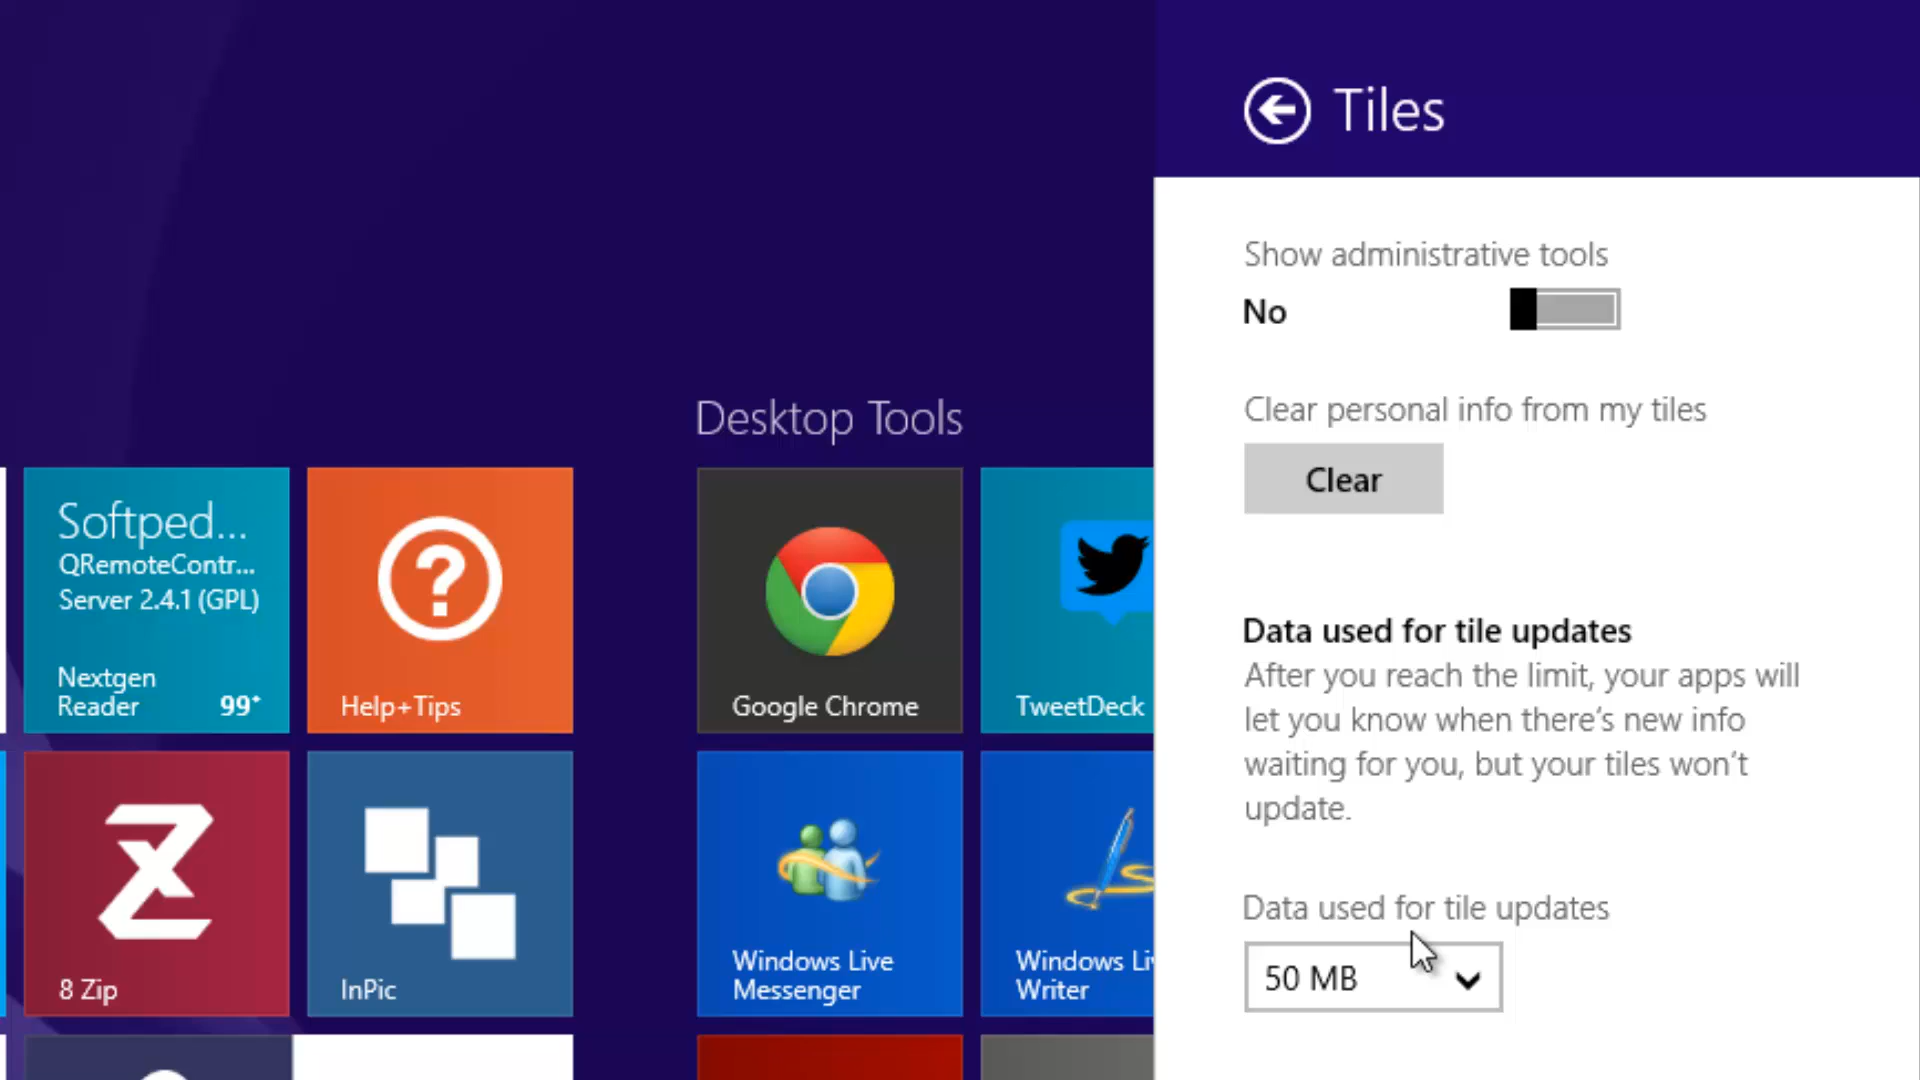 Tiles
Show administrative tools
No
Clear personal info from my tiles
Clear
Data used for tile updates
After you reach the limit, your apps will
let you know when there's new info
waiting for you, but your tiles won't
update.
Data used for tile updates
50 MB
Desktop Tools
Softped...
QRemoteContr...
Server 2.4.1 (GPL)
Nextgen
Reader 99+
?
Help+Tips
Google Chrome
TweetDeck
8 Zip
InPic
Windows Live
Messenger
Windows Li
Writer